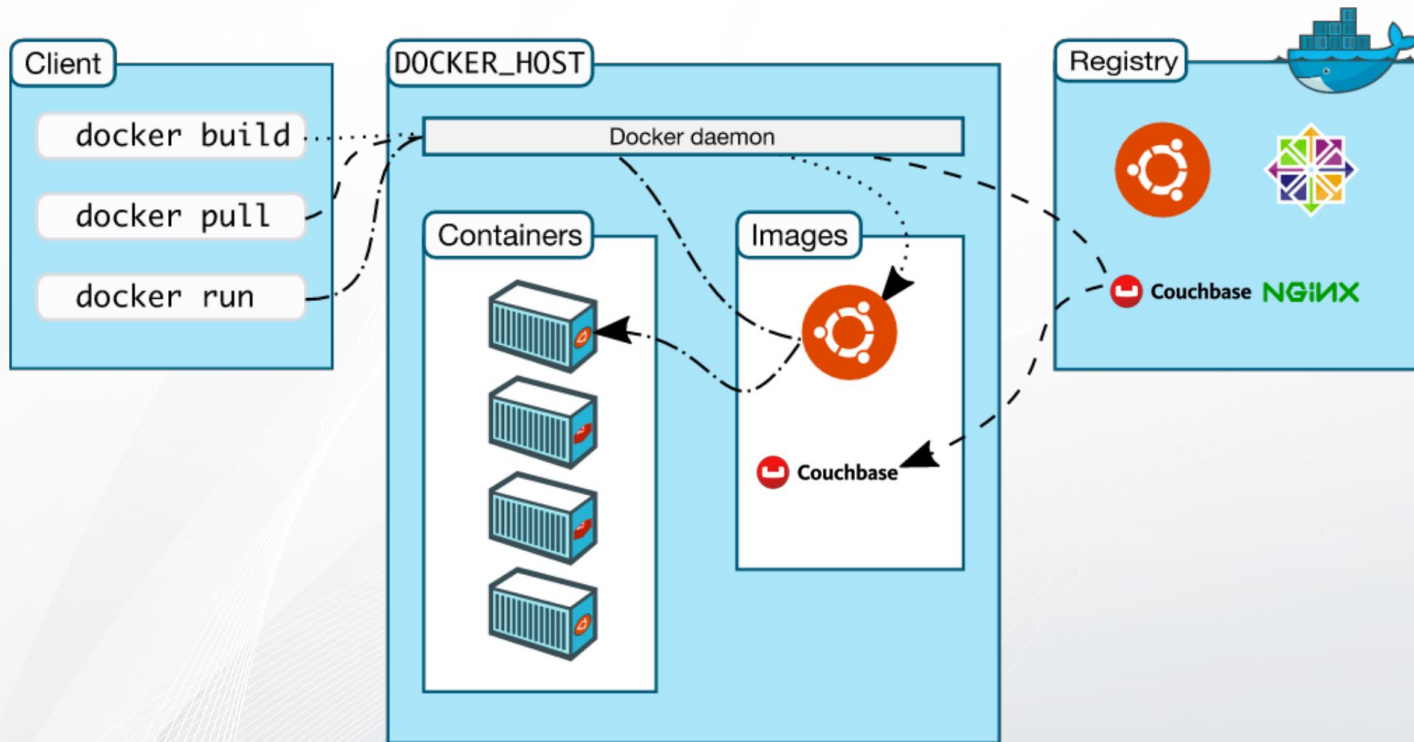 Client
docker build
docker pull
docker run
DOCKER_HOST
Docker daemon
Containers
Images
Couchbase
Registry
Couchbase NGiNX